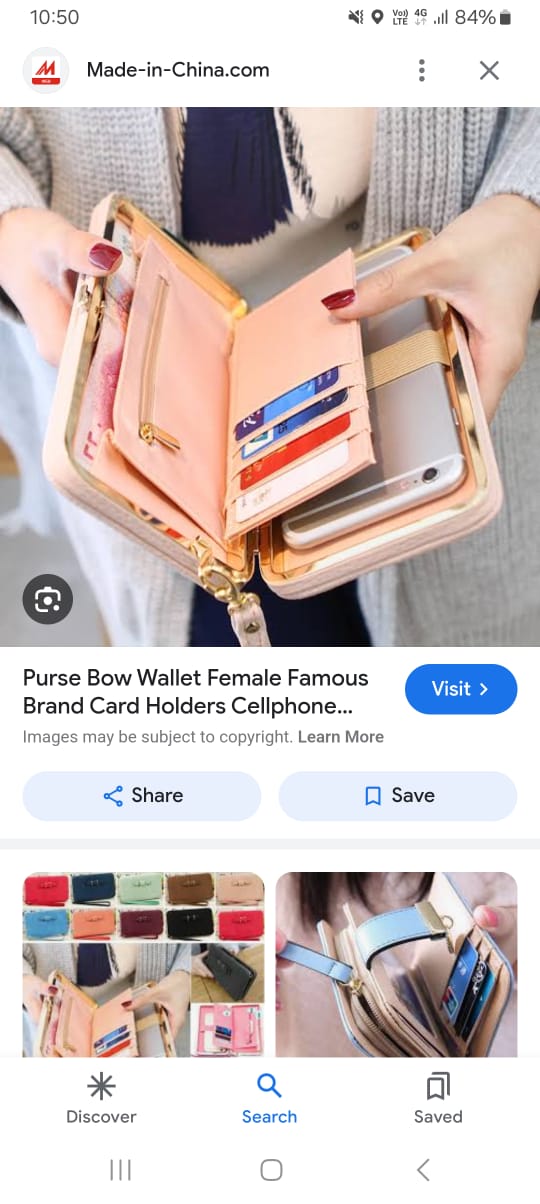 10:50
Vo)) 4G
LTE
84%
Made-in-China.com
Purse Bow Wallet Female Famous
Brand Card Holders Cellphone...
Visit
Images may be subject to copyright. Learn More
Share
Save
Discover
Search
Saved